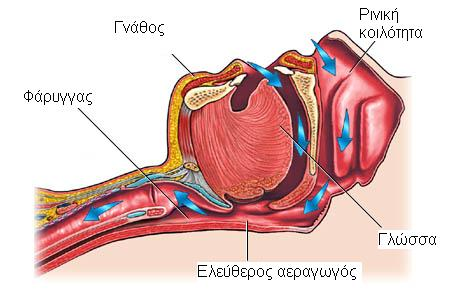 Ρινική
κοιλότητα
Γνάθος
Φάρυγγας
Γλώσσα
Ελεύθερος αεραγωγός